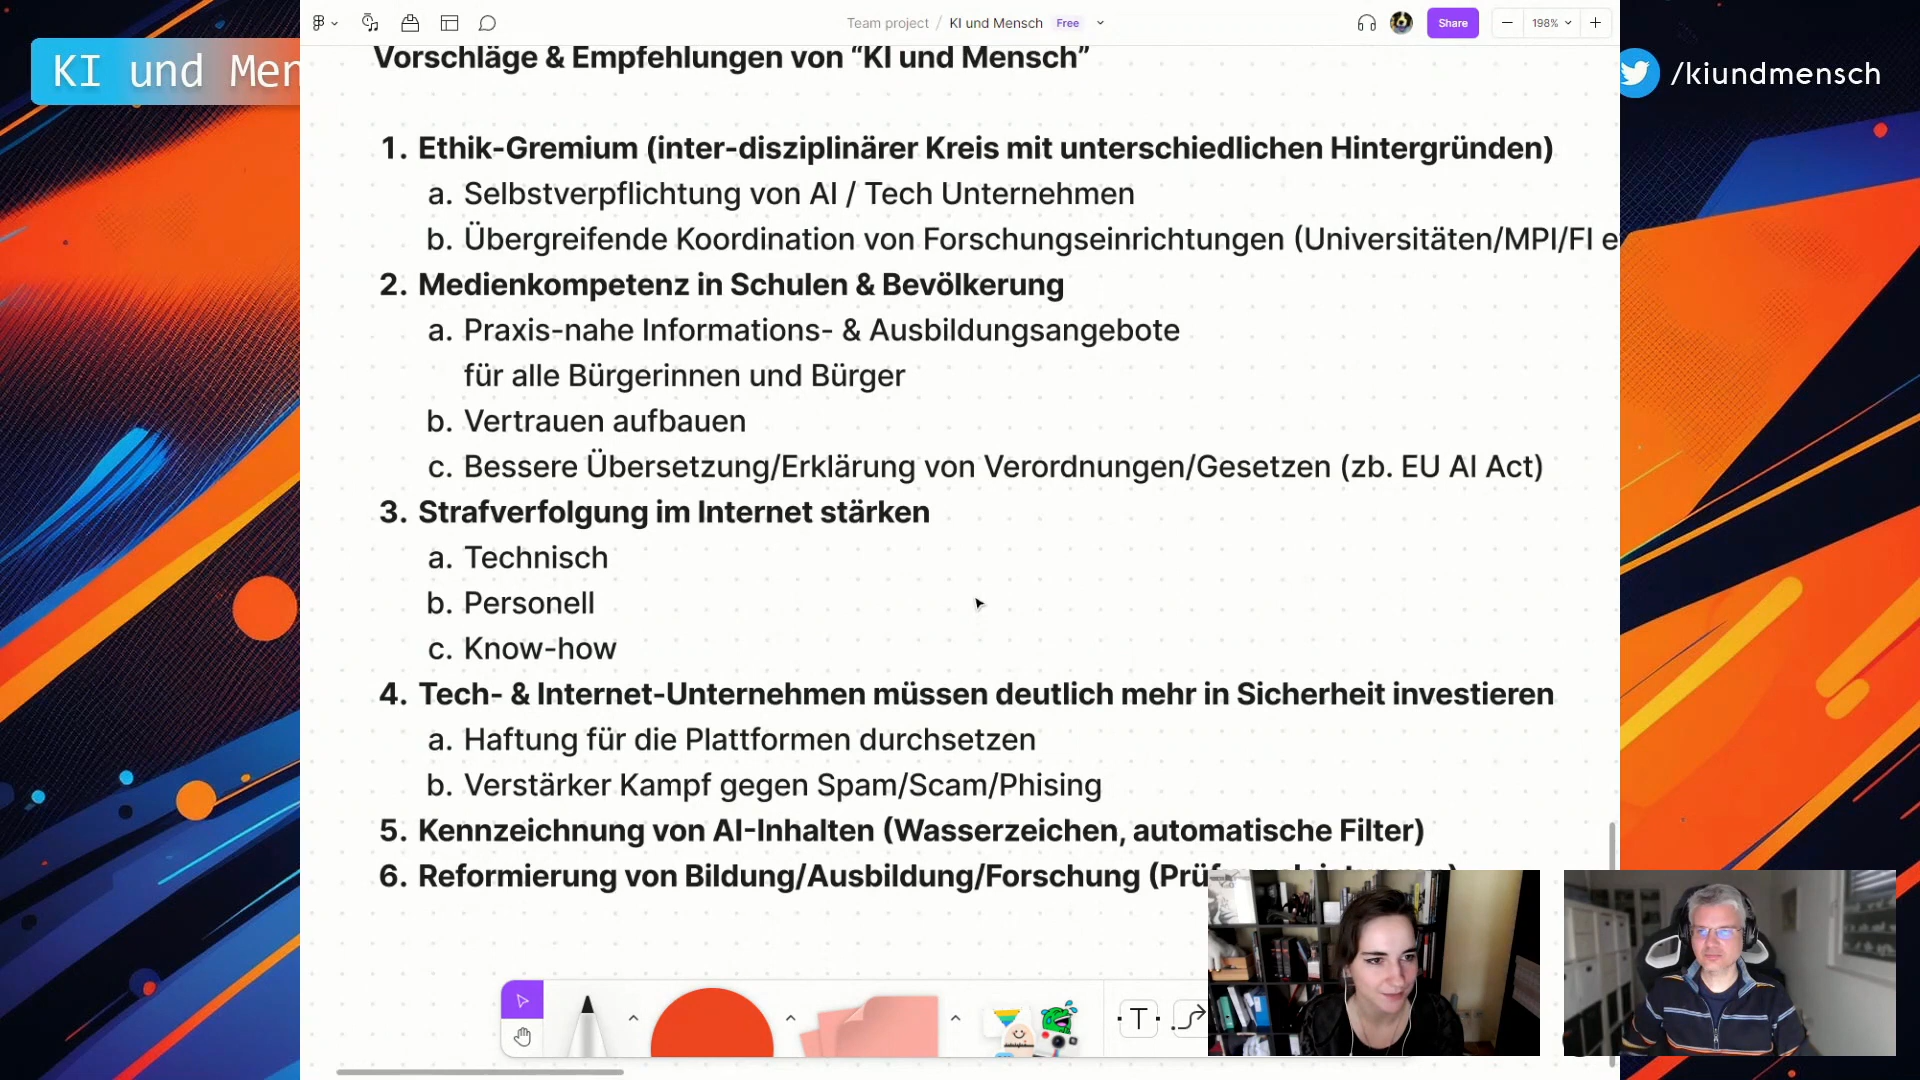 KI und Men
Team project / KI und Mensch Free
Share
198%
/kiundmensch
Vorschläge & Empfehlungen von “KI und Mensch”
1. Ethik-Gremium (inter-disziplinärer Kreis mit unterschiedlichen Hintergründen)
a. Selbstverpflichtung von AI / Tech Unternehmen
b. Übergreifende Koordination von Forschungseinrichtungen (Universitäten/MPI/FI e
2. Medienkompetenz in Schulen & Bevölkerung
a. Praxis-nahe Informations- & Ausbildungsangebote
für alle Bürgerinnen und Bürger
b. Vertrauen aufbauen
c. Bessere Übersetzung/Erklärung von Verordnungen/Gesetzen (zb. EU AI Act)
3. Strafverfolgung im Internet stärken
a. Technisch
b. Personell
c. Know-how
4. Tech- & Internet-Unternehmen müssen deutlich mehr in Sicherheit investieren
a. Haftung für die Plattformen durchsetzen
b. Verstärker Kampf gegen Spam/Scam/Phising
5. Kennzeichnung von AI-Inhalten (Wasserzeichen, automatische Filter)
6. Reformierung von Bildung/Ausbildung/Forschung
T